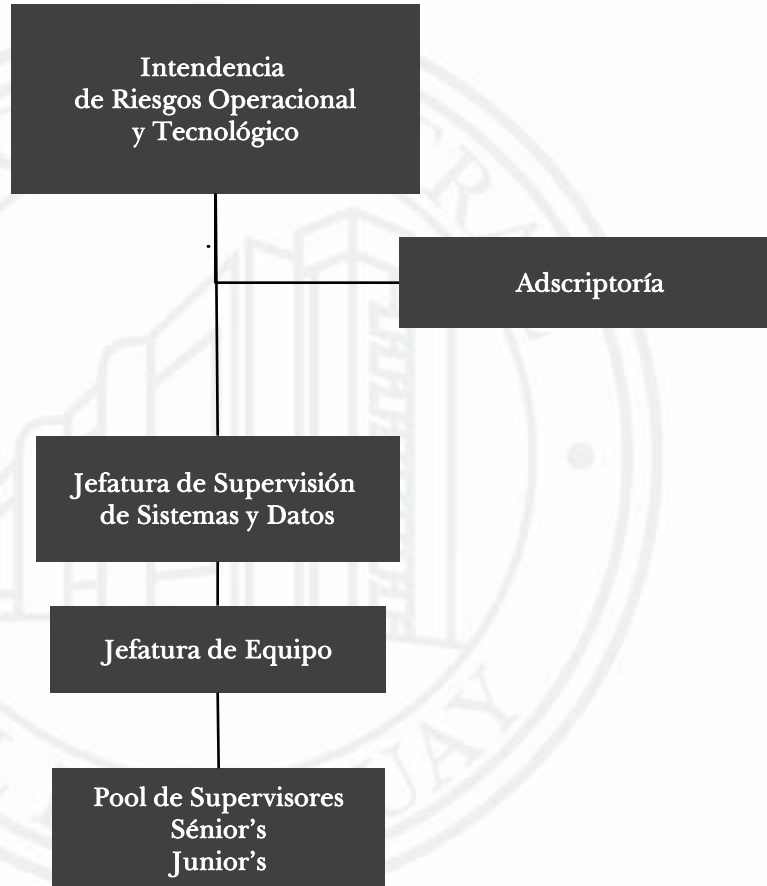 Intendencia
de Riesgos Operacional
y Tecnológico
Adscriptoría
Jefatura de Supervisión
de Sistemas y Datos
Jefatura de Equipo
Pool de Supervisores
Sénior's
Junior's